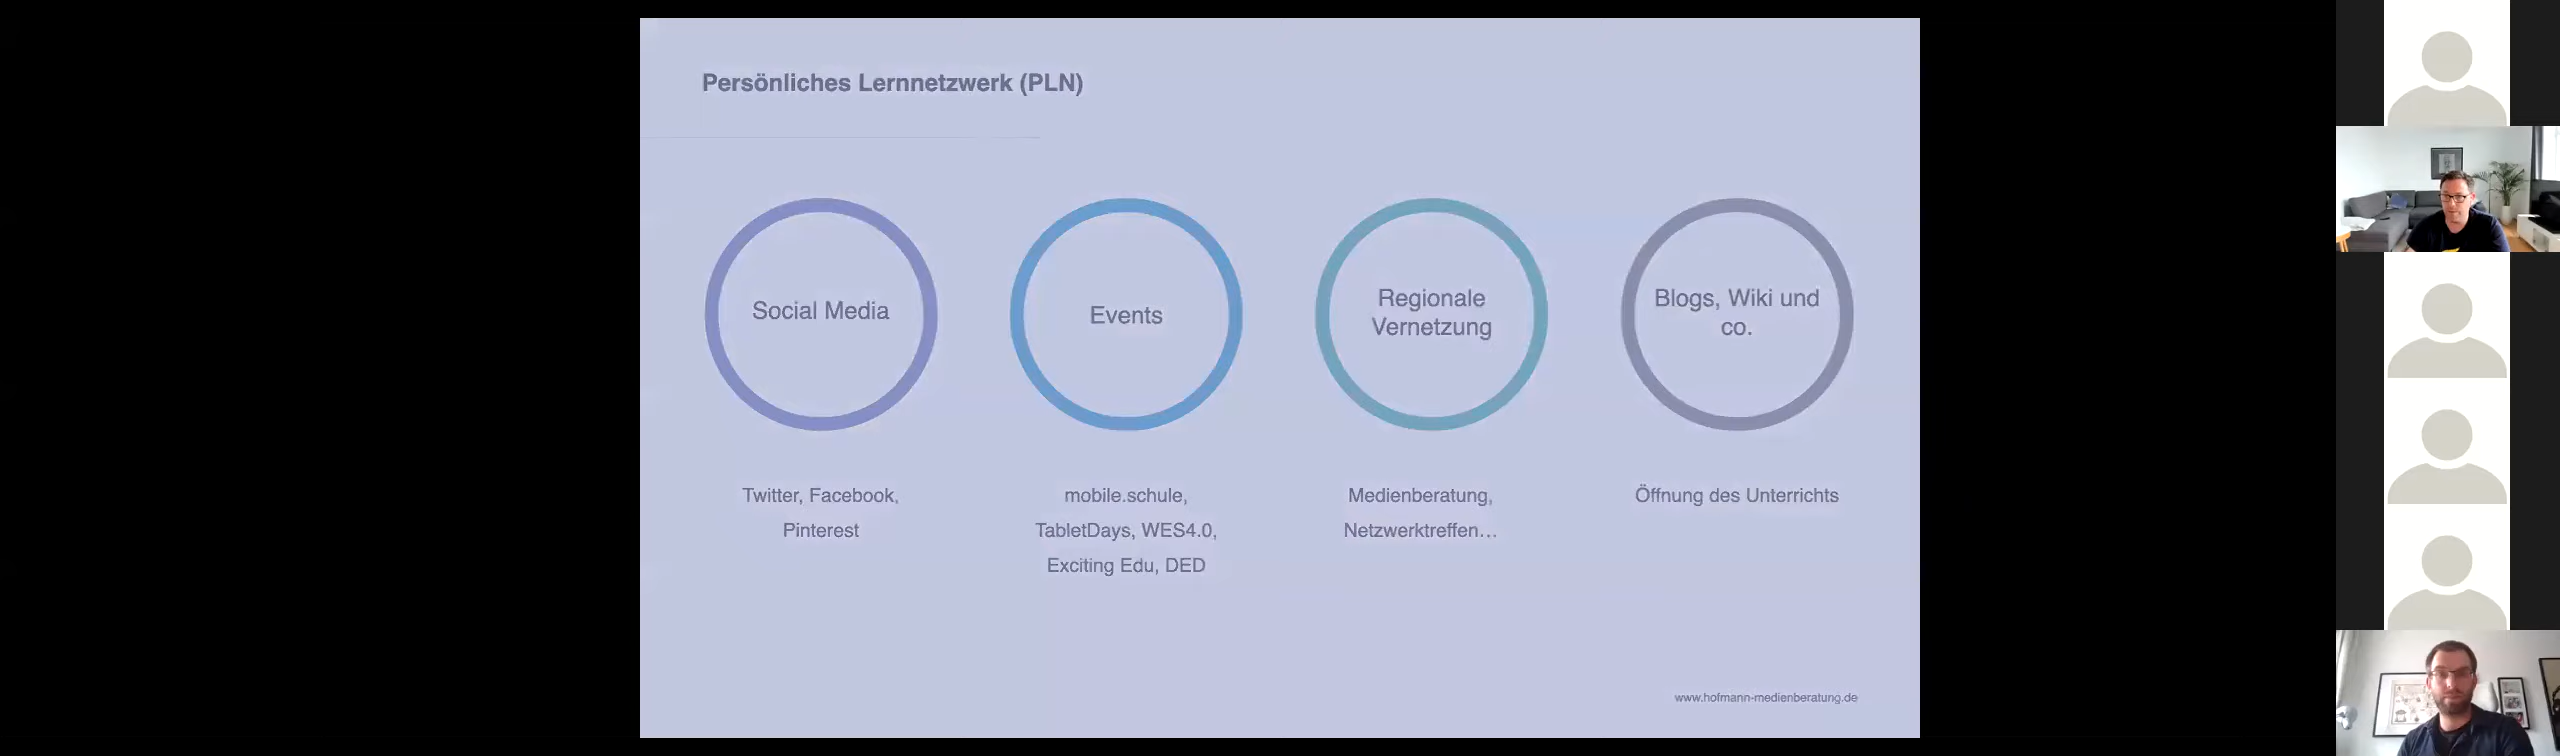 Persönliches Lernnetzwerk (PLN)
Social Media
Events
Regionale
Vernetzung
Blogs, Wiki und
co.
Twitter, Facebook,
Pinterest
mobile.schule,
TabletDays, WES4.0,
Exciting Edu, DED
Medienberatung,
Netzwerktreffen…
Öffnung des Unterrichts
www.hofmann-medienberatung.de